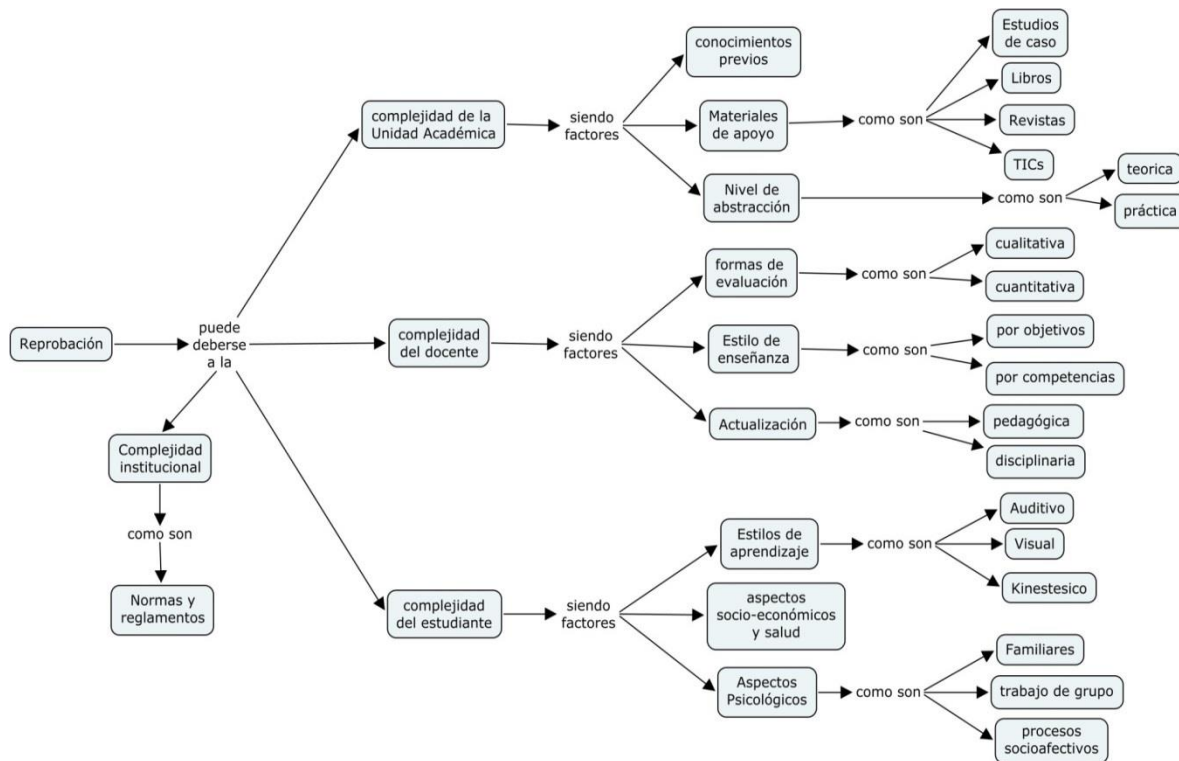 Reprobación
puede
deberse
a la
complejidad de la
Unidad Académica
siendo
factores
conocimientos
previos
Materiales
de apoyo
como son
Estudios
de caso
Libros
Revistas
TICs
Nivel de
abstracción
como son
teorica
práctica
complejidad
del docente
siendo
factores
formas de
evaluación
como son
cualitativa
cuantitativa
Estilo de
enseñanza
como son
por objetivos
por competencias
Actualización
como son
pedagógica
disciplinaria
Complejidad
institucional
como son
Normas y
reglamentos
complejidad
del estudiante
siendo
factores
Estilos de
aprendizaje
como son
Auditivo
Visual
Kinestesico
aspectos
socio-económicos
y salud
Aspectos
Psicológicos
como son
Familiares
trabajo de grupo
procesos
socioafectivos